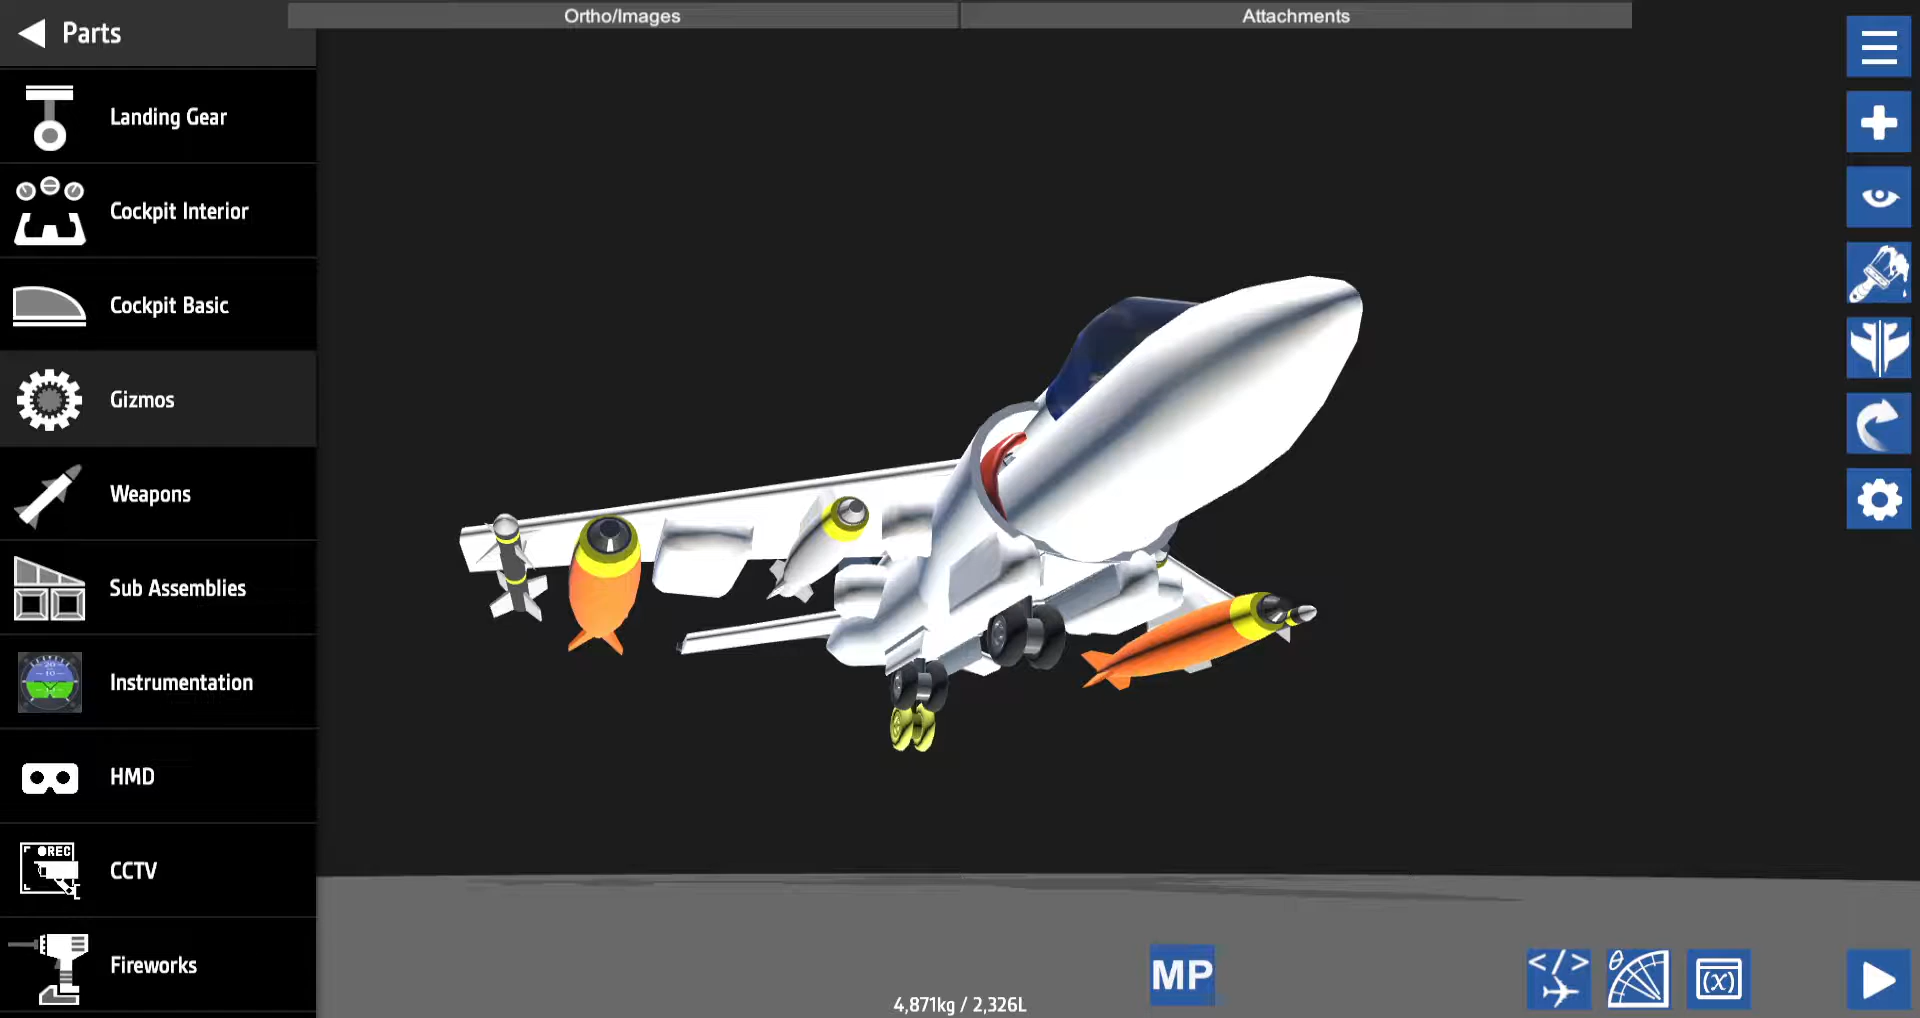 Parts
Ortho/Images
Attachments
Landing Gear
Cockpit Interior
Cockpit Basic
Gizmos
Weapons
Sub Assemblies
Instrumentation
HMD
REC
CCTV
Fireworks
MP
</>
θ
(x)
4,871kg / 2,326L